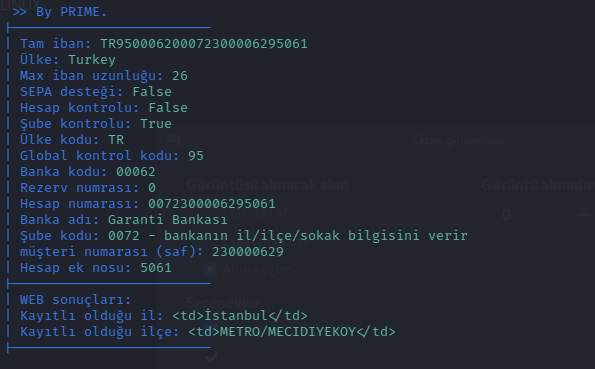 >> By PRIME.
| Tam iban: TR950006200072300006295061
| Ülke: Turkey
| Max iban uzunluğu: 26
| SEPA desteği: False
| Hesap kontrolu: False
| Şube kontrolu: True
| Ülke kodu: TR
| Global kontrol kodu: 95
| Banka kodu: 00062
| Rezerv numrası: 0
| Hesap numarası: 0072300006295061
| Banka adı: Garanti Bankası
| Şube kodu: 0072 - bankanın il/ilçe/sokak bilgisini verir
| müşteri numarası (saf): 230000629
| Hesap ek nosu: 5061
| WEB sonuçları:
| Kayıtlı olduğu il: <td>İstanbul</td>
| Kayıtlı olduğu ilçe: <td>METRO/MECIDIYEKOY</td>